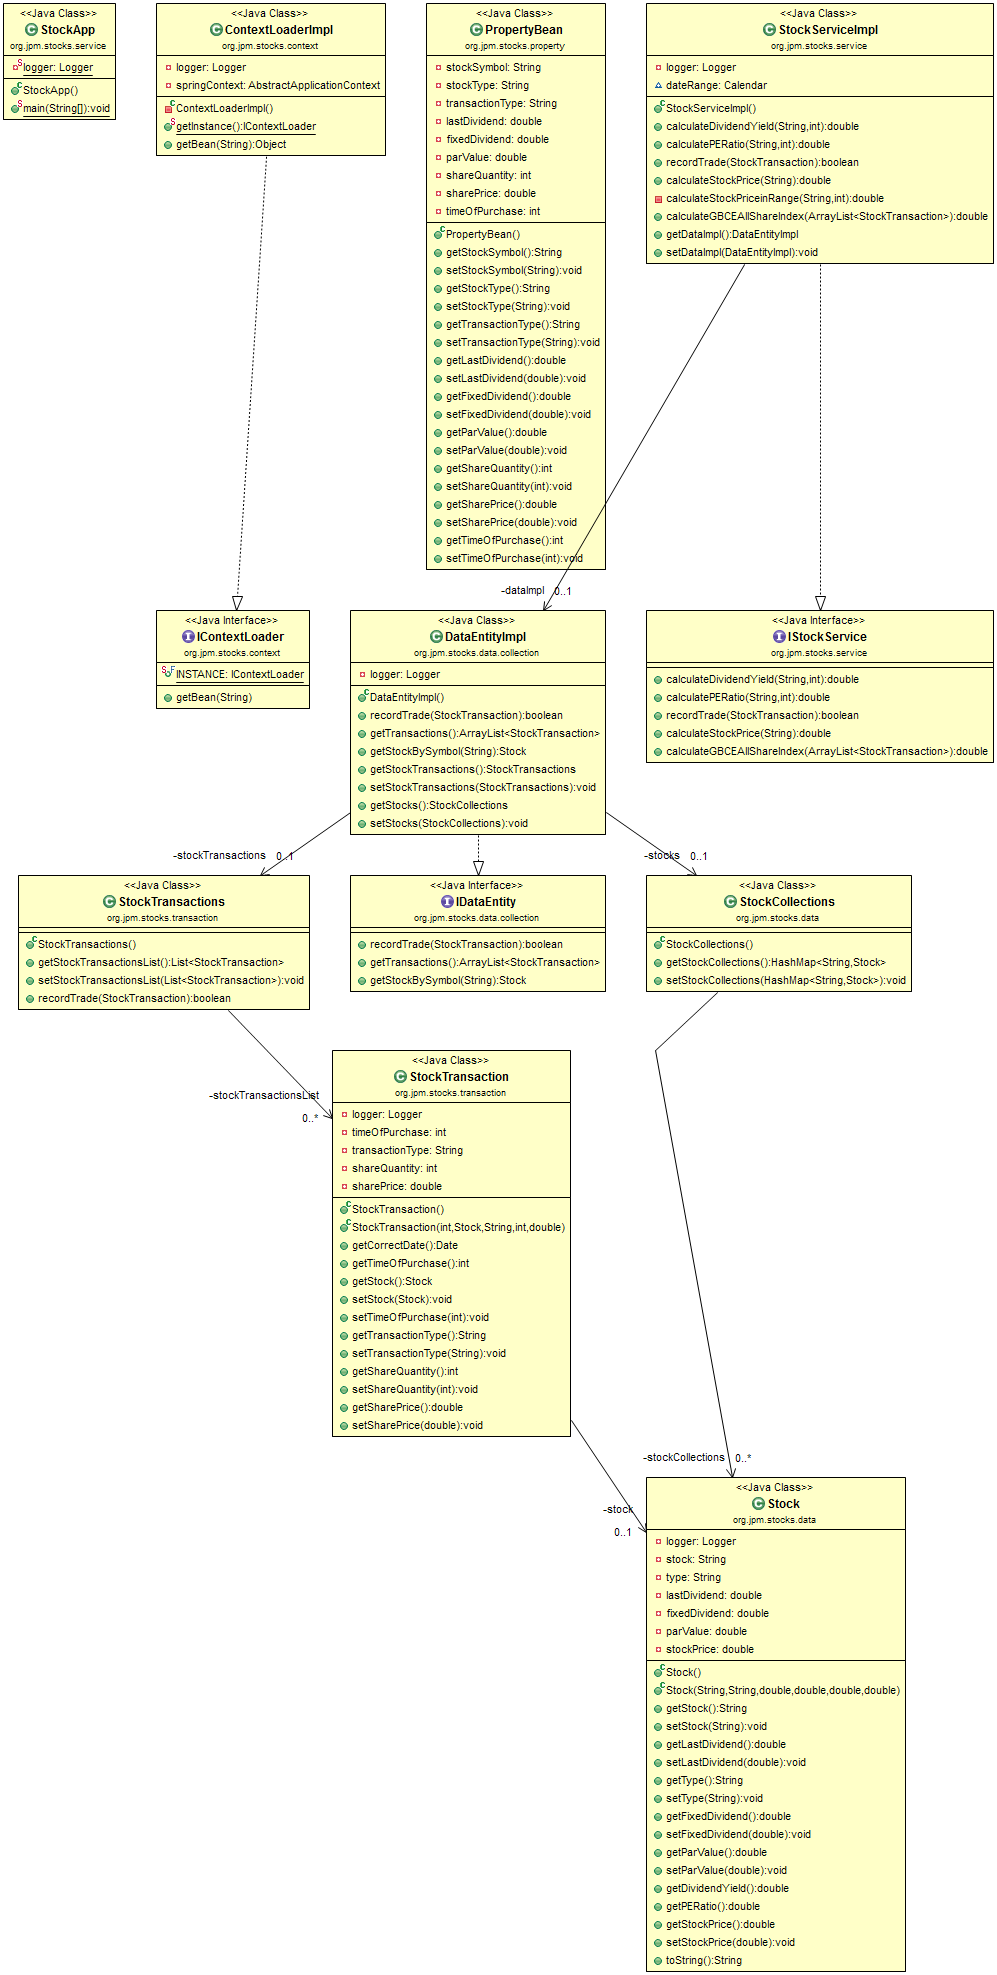 <<Java Class>>
StockApp
org.jpm.stocks.service
logger: Logger
StockApp()
main(String[]):void
<<Java Class>>
ContextLoaderImpl
org.jpm.stocks.context
logger: Logger
springContext: AbstractApplicationContext
ContextLoaderImpl()
getInstance():IContextLoader
getBean(String):Object
<<Java Class>>
PropertyBean
org.jpm.stocks.property
stockSymbol: String
stockType: String
transactionType: String
lastDividend: double
fixedDividend: double
parValue: double
shareQuantity: int
sharePrice: double
timeOfPurchase: int
PropertyBean()
getStockSymbol():String
setStockSymbol(String):void
getStockType():String
setStockType(String):void
getTransactionType():String
setTransactionType(String):void
getLastDividend():double
setLastDividend(double):void
getFixedDividend():double
setFixedDividend(double):void
getParValue():double
setParValue(double):void
getShareQuantity():int
setShareQuantity(int):void
getSharePrice():double
setSharePrice(double):void
getTimeOfPurchase():int
setTimeOfPurchase(int):void
<<Java Class>>
StockServiceImpl
org.jpm.stocks.service
logger: Logger
dateRange: Calendar
StockServiceImpl()
calculateDividendYield(String,int):double
calculatePERatio(String,int):double
recordTrade(StockTransaction):boolean
calculateStockPrice(String):double
calculateStockPriceinRange(String,int):double
calculateGBCEAllShareIndex(ArrayList<StockTransaction>):double
getDataImpl():DataEntityImpl
setDataImpl(DataEntityImpl):void
-dataImpl
0..1
<<Java Interface>>
IContextLoader
org.jpm.stocks.context
INSTANCE: IContextLoader
getBean(String)
<<Java Class>>
DataEntityImpl
org.jpm.stocks.data.collection
logger: Logger
DataEntityImpl()
recordTrade(StockTransaction):boolean
getTransactions():ArrayList<StockTransaction>
getStockBySymbol(String):Stock
getStockTransactions():StockTransactions
setStockTransactions(StockTransactions):void
getStocks():StockCollections
setStocks(StockCollections):void
<<Java Interface>>
IStockService
org.jpm.stocks.service
calculateDividendYield(String,int):double
calculatePERatio(String,int):double
recordTrade(StockTransaction):boolean
calculateStockPrice(String):double
calculateGBCEAllShareIndex(ArrayList<StockTransaction>):double
-stockTransactions
0..1
-stocks
0..1
<<Java Class>>
StockTransactions
org.jpm.stocks.transaction
StockTransactions()
getStockTransactionsList():List<StockTransaction>
setStockTransactionsList(List<StockTransaction>):void
recordTrade(StockTransaction):boolean
<<Java Interface>>
IDataEntity
org.jpm.stocks.data.collection
recordTrade(StockTransaction):boolean
getTransactions():ArrayList<StockTransaction>
getStockBySymbol(String):Stock
<<Java Class>>
StockCollections
org.jpm.stocks.data
StockCollections()
getStockCollections():HashMap<String,Stock>
setStockCollections(HashMap<String,Stock>):void
-stockTransactionsList
0..*
<<Java Class>>
StockTransaction
org.jpm.stocks.transaction
logger: Logger
timeOfPurchase: int
transactionType: String
shareQuantity: int
sharePrice: double
StockTransaction()
StockTransaction(int,Stock,String,int,double)
getCorrectDate():Date
getTimeOfPurchase():int
getStock():Stock
setStock(Stock):void
setTimeOfPurchase(int):void
getTransactionType():String
setTransactionType(String):void
getShareQuantity():int
setShareQuantity(int):void
getSharePrice():double
setSharePrice(double):void
-stockCollections
0..*
-stock
0..1
<<Java Class>>
Stock
org.jpm.stocks.data
logger: Logger
stock: String
type: String
lastDividend: double
fixedDividend: double
parValue: double
stockPrice: double
Stock()
Stock(String,String,double,double,double,double)
getStock():String
setStock(String):void
getLastDividend():double
setLastDividend(double):void
getType():String
setType(String):void
getFixedDividend():double
setFixedDividend(double):void
getParValue():double
setParValue(double):void
getDividendYield():double
getPERatio():double
getStockPrice():double
setStockPrice(double):void
toString():String